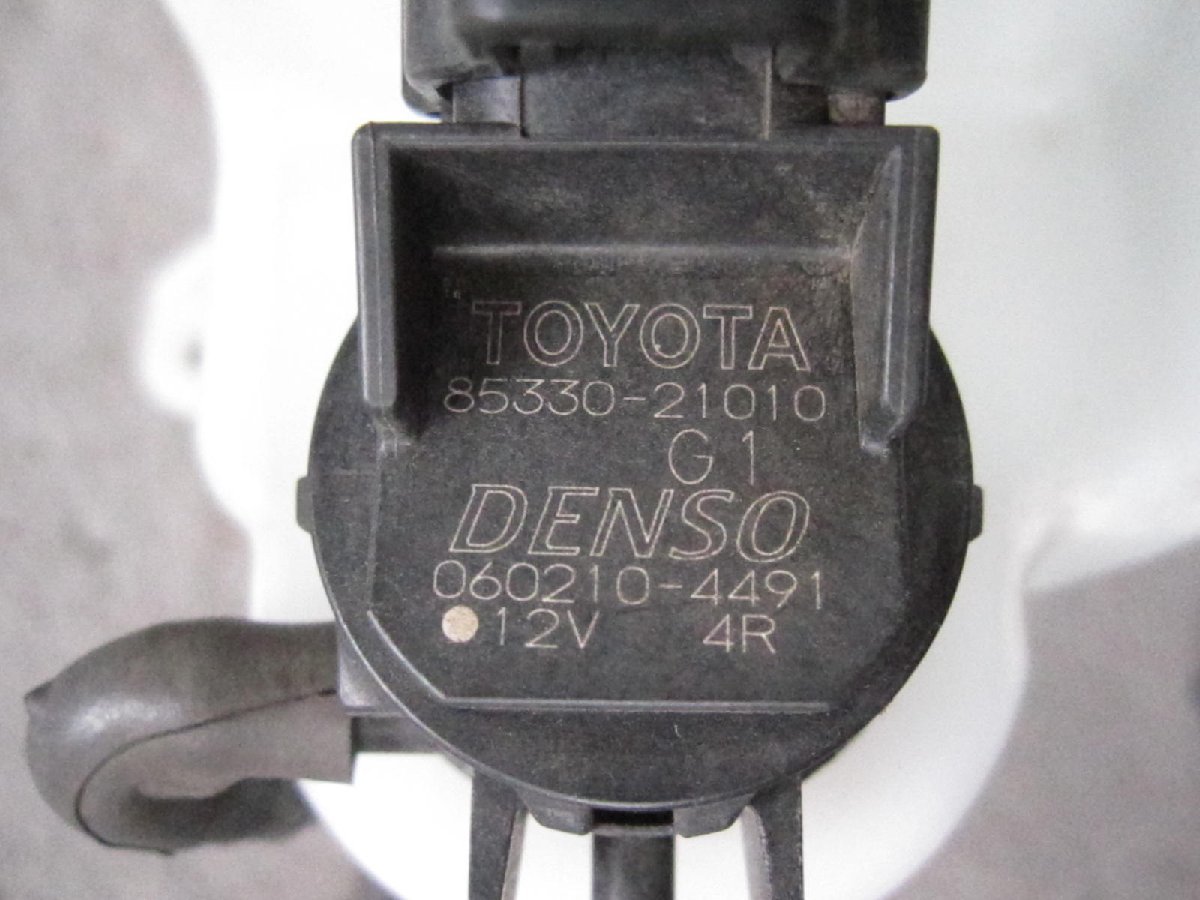 TOYOTA
85330-21010
G1
DENSO
060210-4491
12V 4R